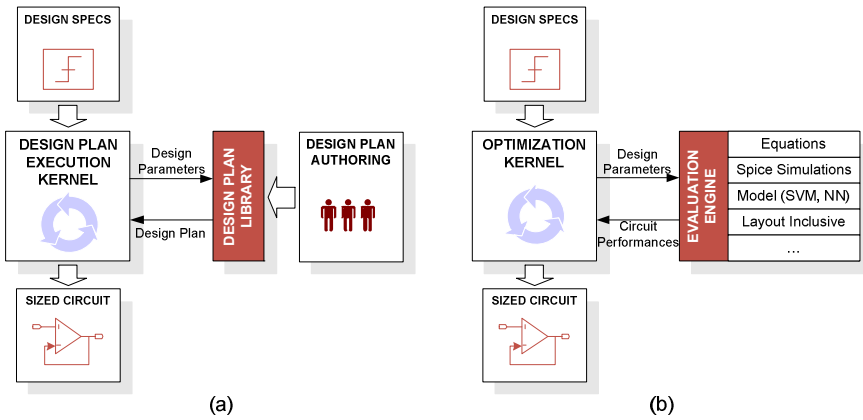 DESIGN SPECS
DESIGN PLAN
EXECUTION
KERNEL
Design
Parameters
Design Plan
DESIGN PLAN
LIBRARY
DESIGN PLAN
AUTHORING
SIZED CIRCUIT
(a)
DESIGN SPECS
OPTIMIZATION
KERNEL
Design
Parameters
Circuit
Performances
EVALUATION
ENGINE
Equations
Spice Simulations
Model (SVM, NN)
Layout Inclusive
...
SIZED CIRCUIT
(b)